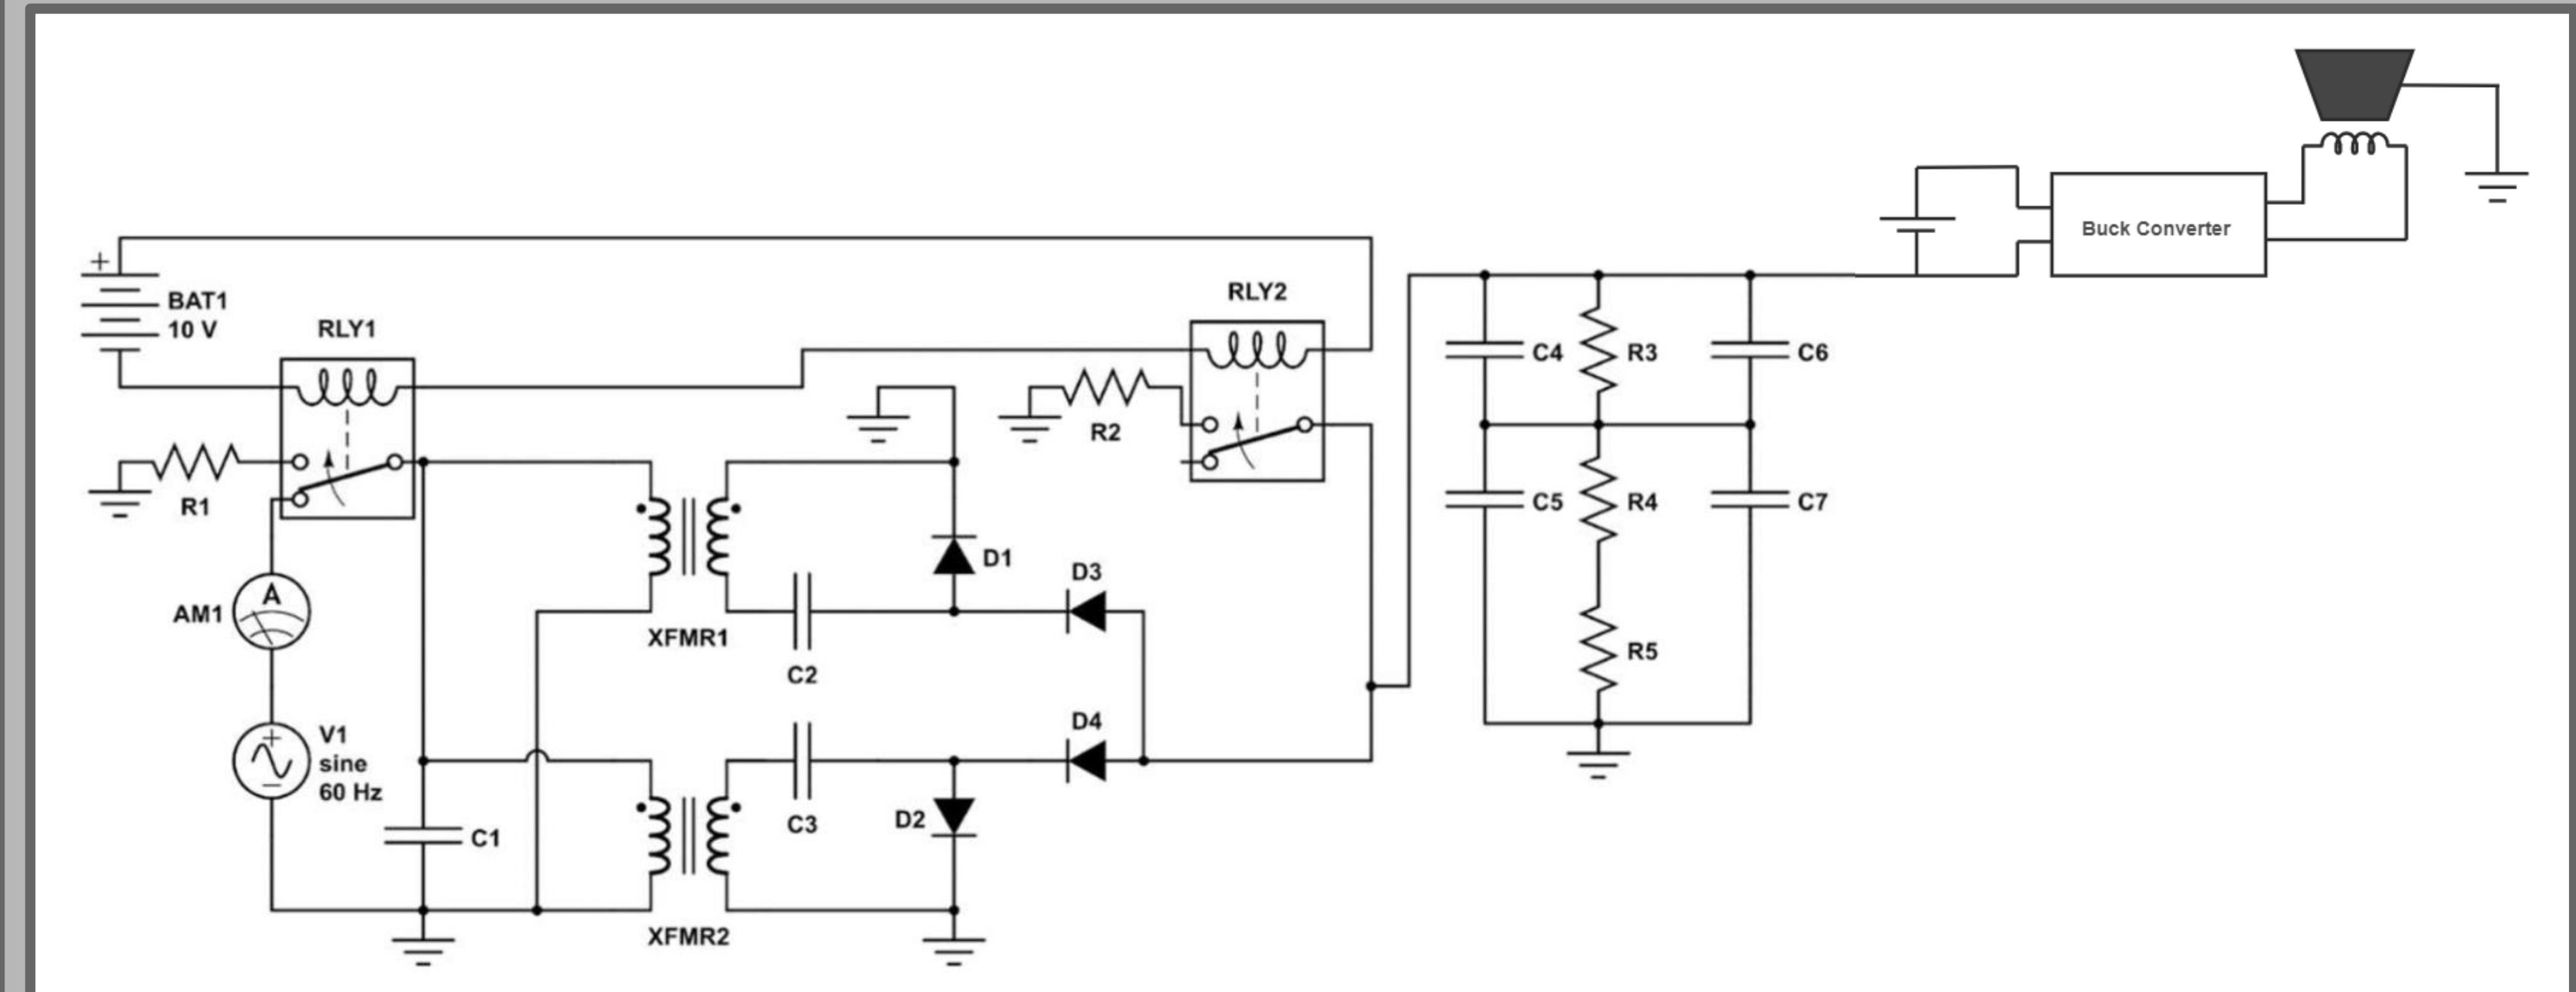 Buck Converter
+
BAT1
10 V
RLY1
RLY2
R1
R2
C4
R3
C6
C5
R4
C7
R5
A
AM1
XFMR1
D1
D3
C2
D4
V1
sine
60 Hz
+
−
C1
C3
D2
XFMR2